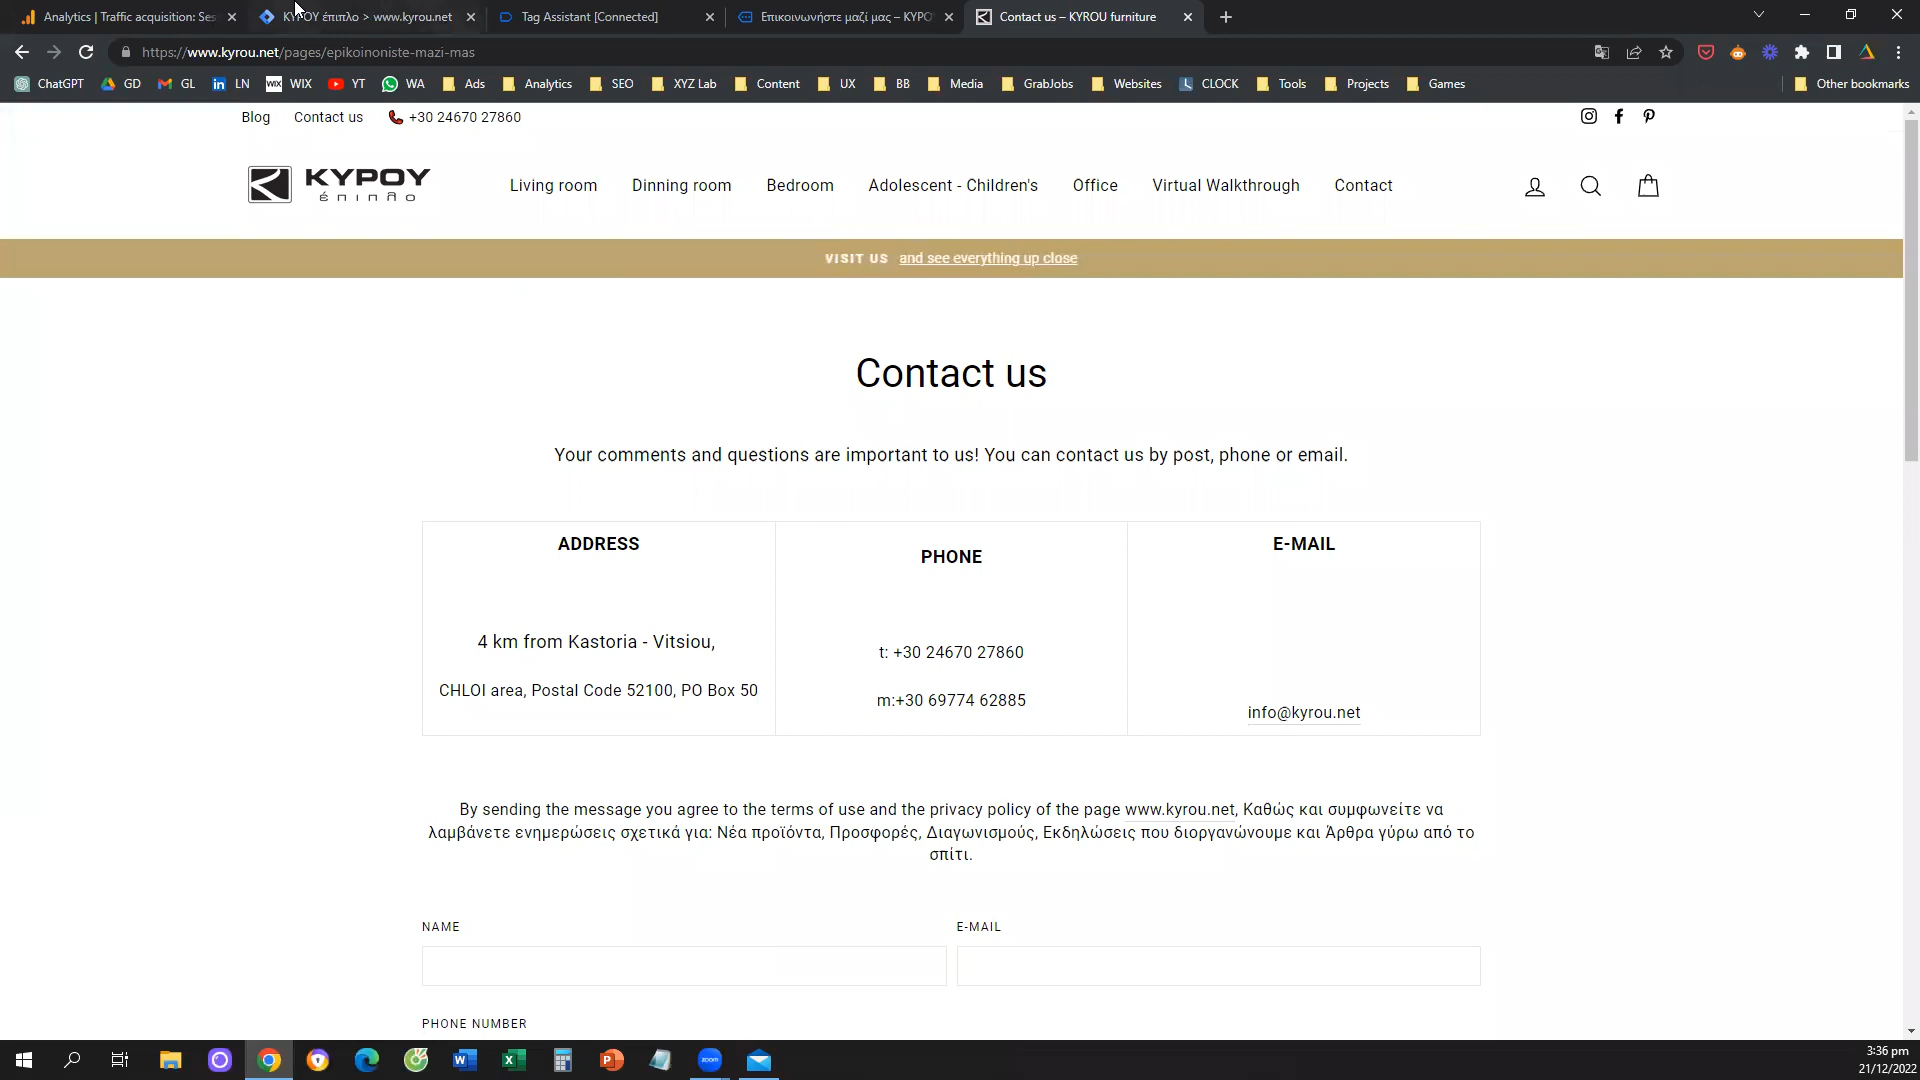 Analytics | Traffic acquisition: Ses
ΚΥΡΟΥ έπιπλο > www.kyrou.net
Tag Assistant [Connected]
Επικοινωνήστε μαζί μας – ΚΥΡΟ
Contact us – KYROU furniture
https://www.kyrou.net/pages/epikoinoniste-mazi-mas
ChatGPT GD GL LN WIX WIX YT WA Ads Analytics SEO XYZ Lab Content UX BB Media GrabJobs Websites CLOCK Tools Projects Games Other bookmarks
Blog Contact us +30 24670 27860
ΚΥΡΟΥ
έπιπλο
Living room Dinning room Bedroom Adolescent - Children's Office Virtual Walkthrough Contact
VISIT US and see everything up close
Contact us
Your comments and questions are important to us! You can contact us by post, phone or email.
ADDRESS
4 km from Kastoria - Vitsiou,
CHLOI area, Postal Code 52100, PO Box 50
PHONE
t: +30 24670 27860
m:+30 69774 62885
E-MAIL
info@kyrou.net
By sending the message you agree to the terms of use and the privacy policy of the page www.kyrou.net, Καθώς και συμφωνείτε να
λαμβάνετε ενημερώσεις σχετικά για: Νέα προϊόντα, Προσφορές, Διαγωνισμούς, Εκδηλώσεις που διοργανώνουμε και Άρθρα γύρω από το
σπίτι.
NAME
E-MAIL
PHONE NUMBER
zoom
3:36 pm
21/12/2022